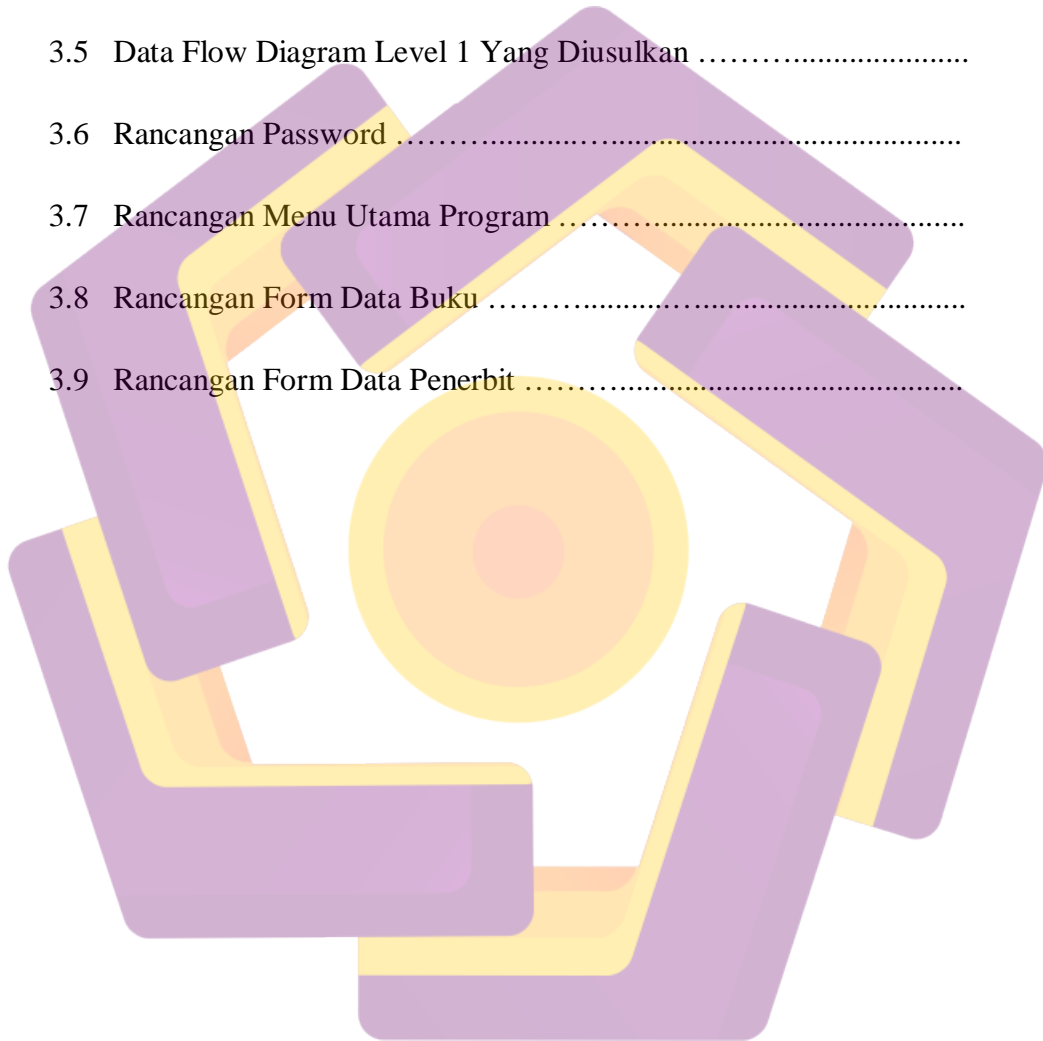 3.5 Data Flow Diagram Level 1 Yang Diusulkan ……….......................
3.6 Rancangan Password ………............…............................................
3.7 Rancangan Menu Utama Program ……….......................................
3.8 Rancangan Form Data Buku ………............…................................
3.9 Rancangan Form Data Penerbit ………...........................................